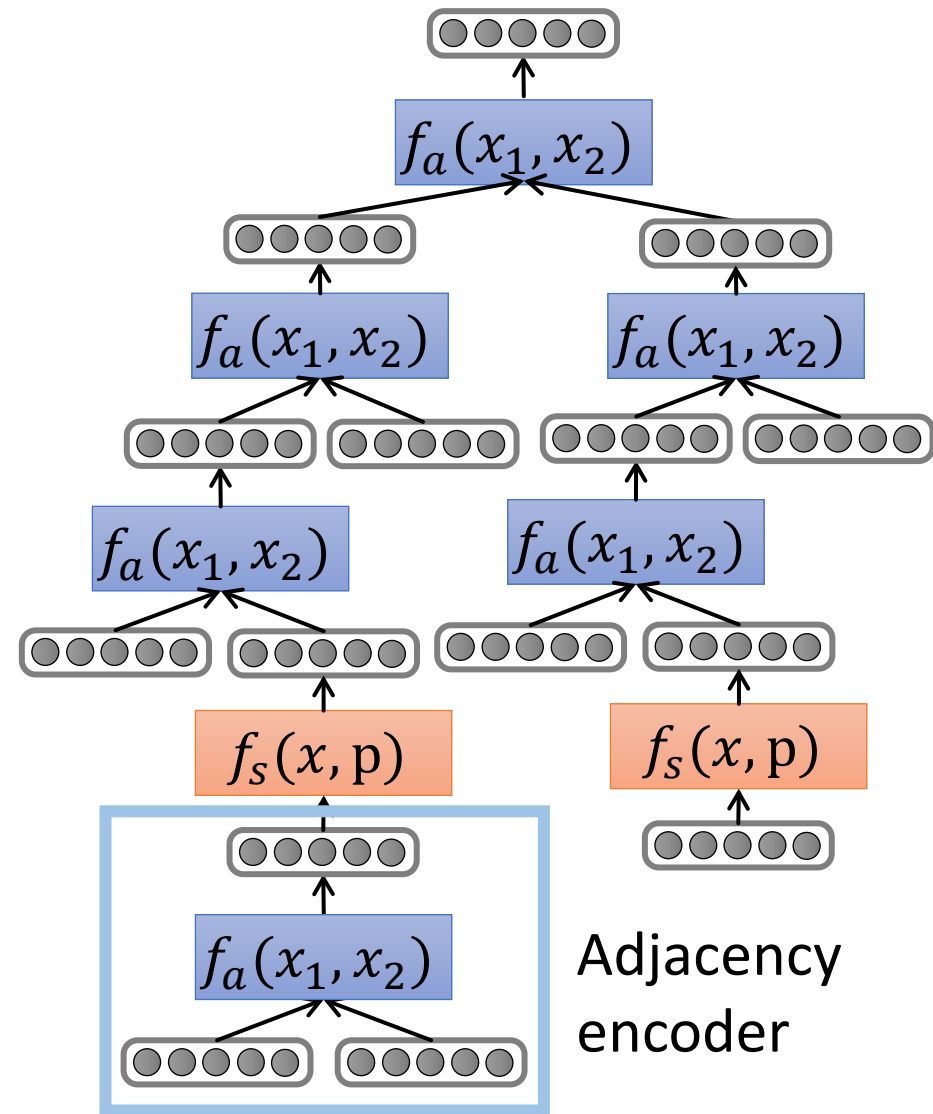 fₐ(x₁, x₂)
fₐ(x₁, x₂)
fₐ(x₁, x₂)
fₐ(x₁, x₂)
fₐ(x₁, x₂)
fₛ(x, p)
fₛ(x, p)
fₐ(x₁, x₂)
Adjacency
encoder